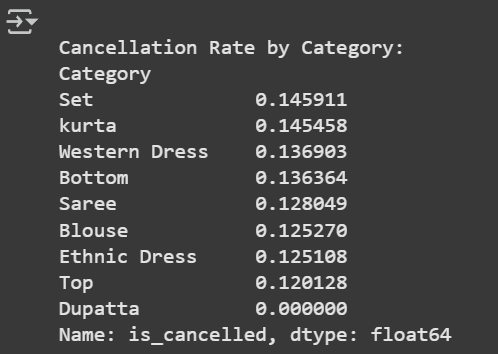 Cancellation Rate by Category:
Category
Set 0.145911
kurta 0.145458
Western Dress 0.136903
Bottom 0.136364
Saree 0.128049
Blouse 0.125270
Ethnic Dress 0.125108
Top 0.120128
Dupatta 0.000000
Name: is_cancelled, dtype: float64